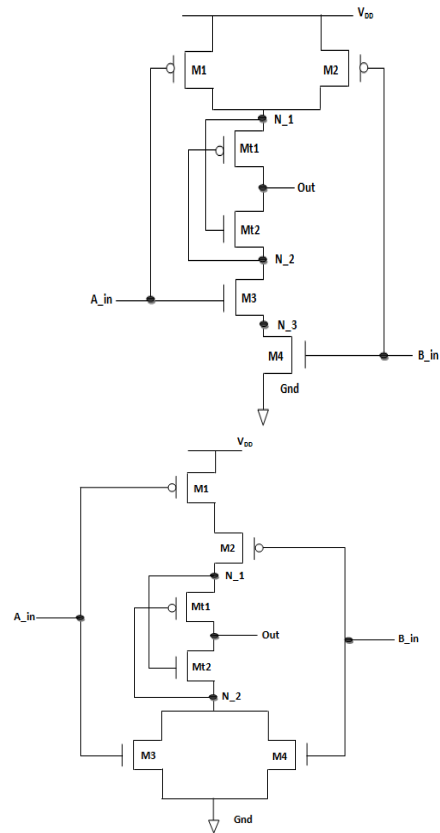 VDD
M1
M2
N_1
Mt1
Out
Mt2
N_2
A_in
M3
N_3
M4
B_in
Gnd
VDD
M1
M2
N_1
A_in
Mt1
Out
B_in
Mt2
N_2
M3
M4
Gnd